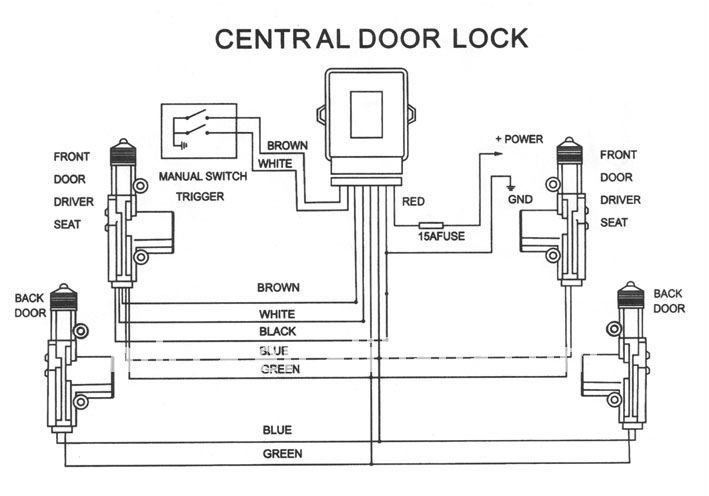 CENTRAL DOOR LOCK
BROWN
WHITE
MANUAL SWITCH
TRIGGER
+ POWER
RED
GND
15AFUSE
FRONT
DOOR
DRIVER
SEAT
FRONT
DOOR
DRIVER
SEAT
BACK
DOOR
BACK
DOOR
BROWN
WHITE
BLACK
BLUE
GREEN
BLUE
GREEN